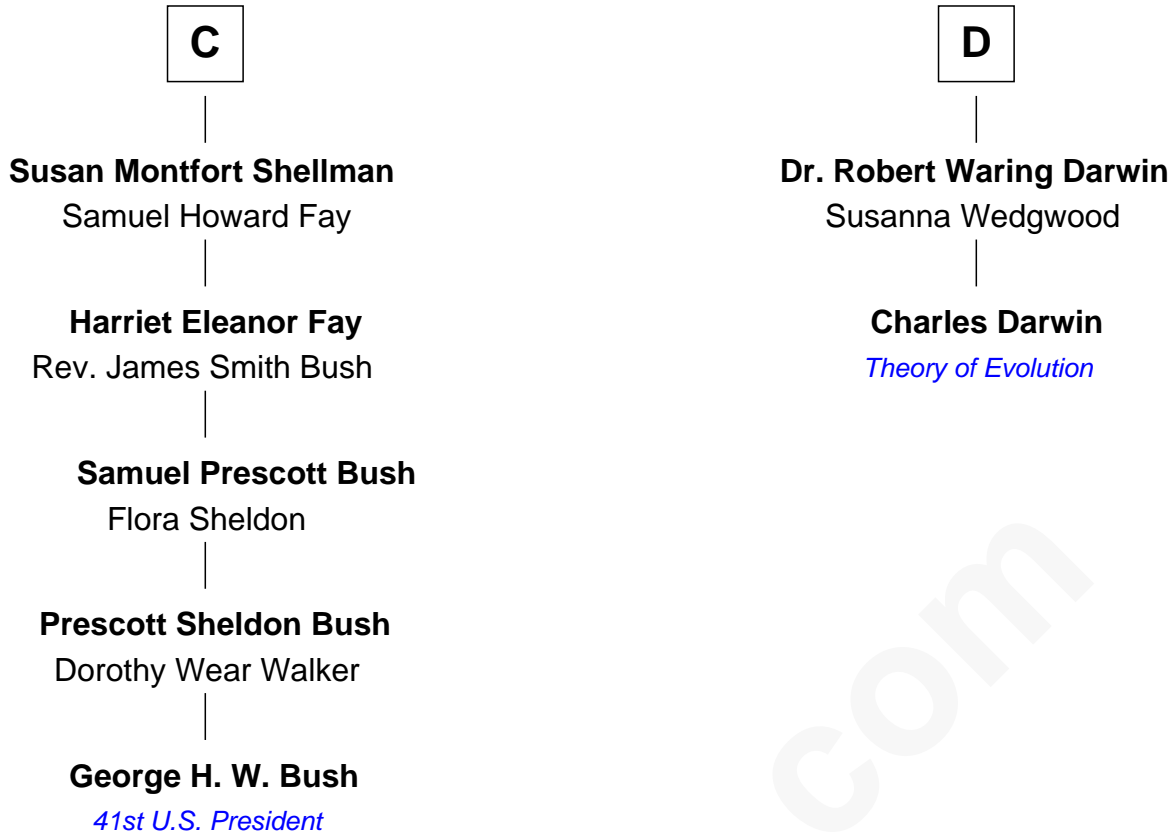 C
Susan Montfort Shellman
Samuel Howard Fay
Harriet Eleanor Fay
Rev. James Smith Bush
Samuel Prescott Bush
Flora Sheldon
Prescott Sheldon Bush
Dorothy Wear Walker
George H. W. Bush
41st U.S. President
D
Dr. Robert Waring Darwin
Susanna Wedgwood
Charles Darwin
Theory of Evolution
com